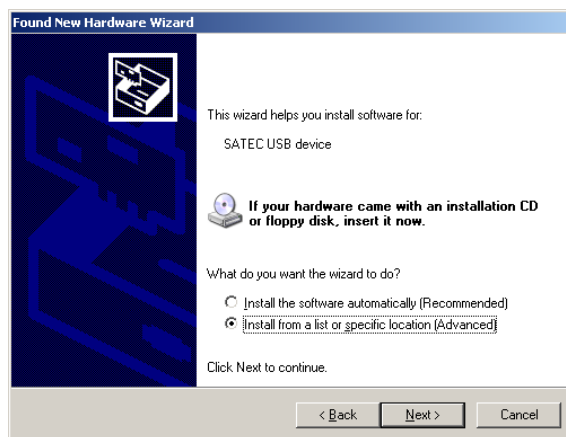 Found New Hardware Wizard
This wizard helps you install software for:
SATEC USB device
If your hardware came with an installation CD
or floppy disk, insert it now.
What do you want the wizard to do?
Install the software automatically (Recommended)
Install from a list or specific location (Advanced)
Click Next to continue.
< Back Next > Cancel